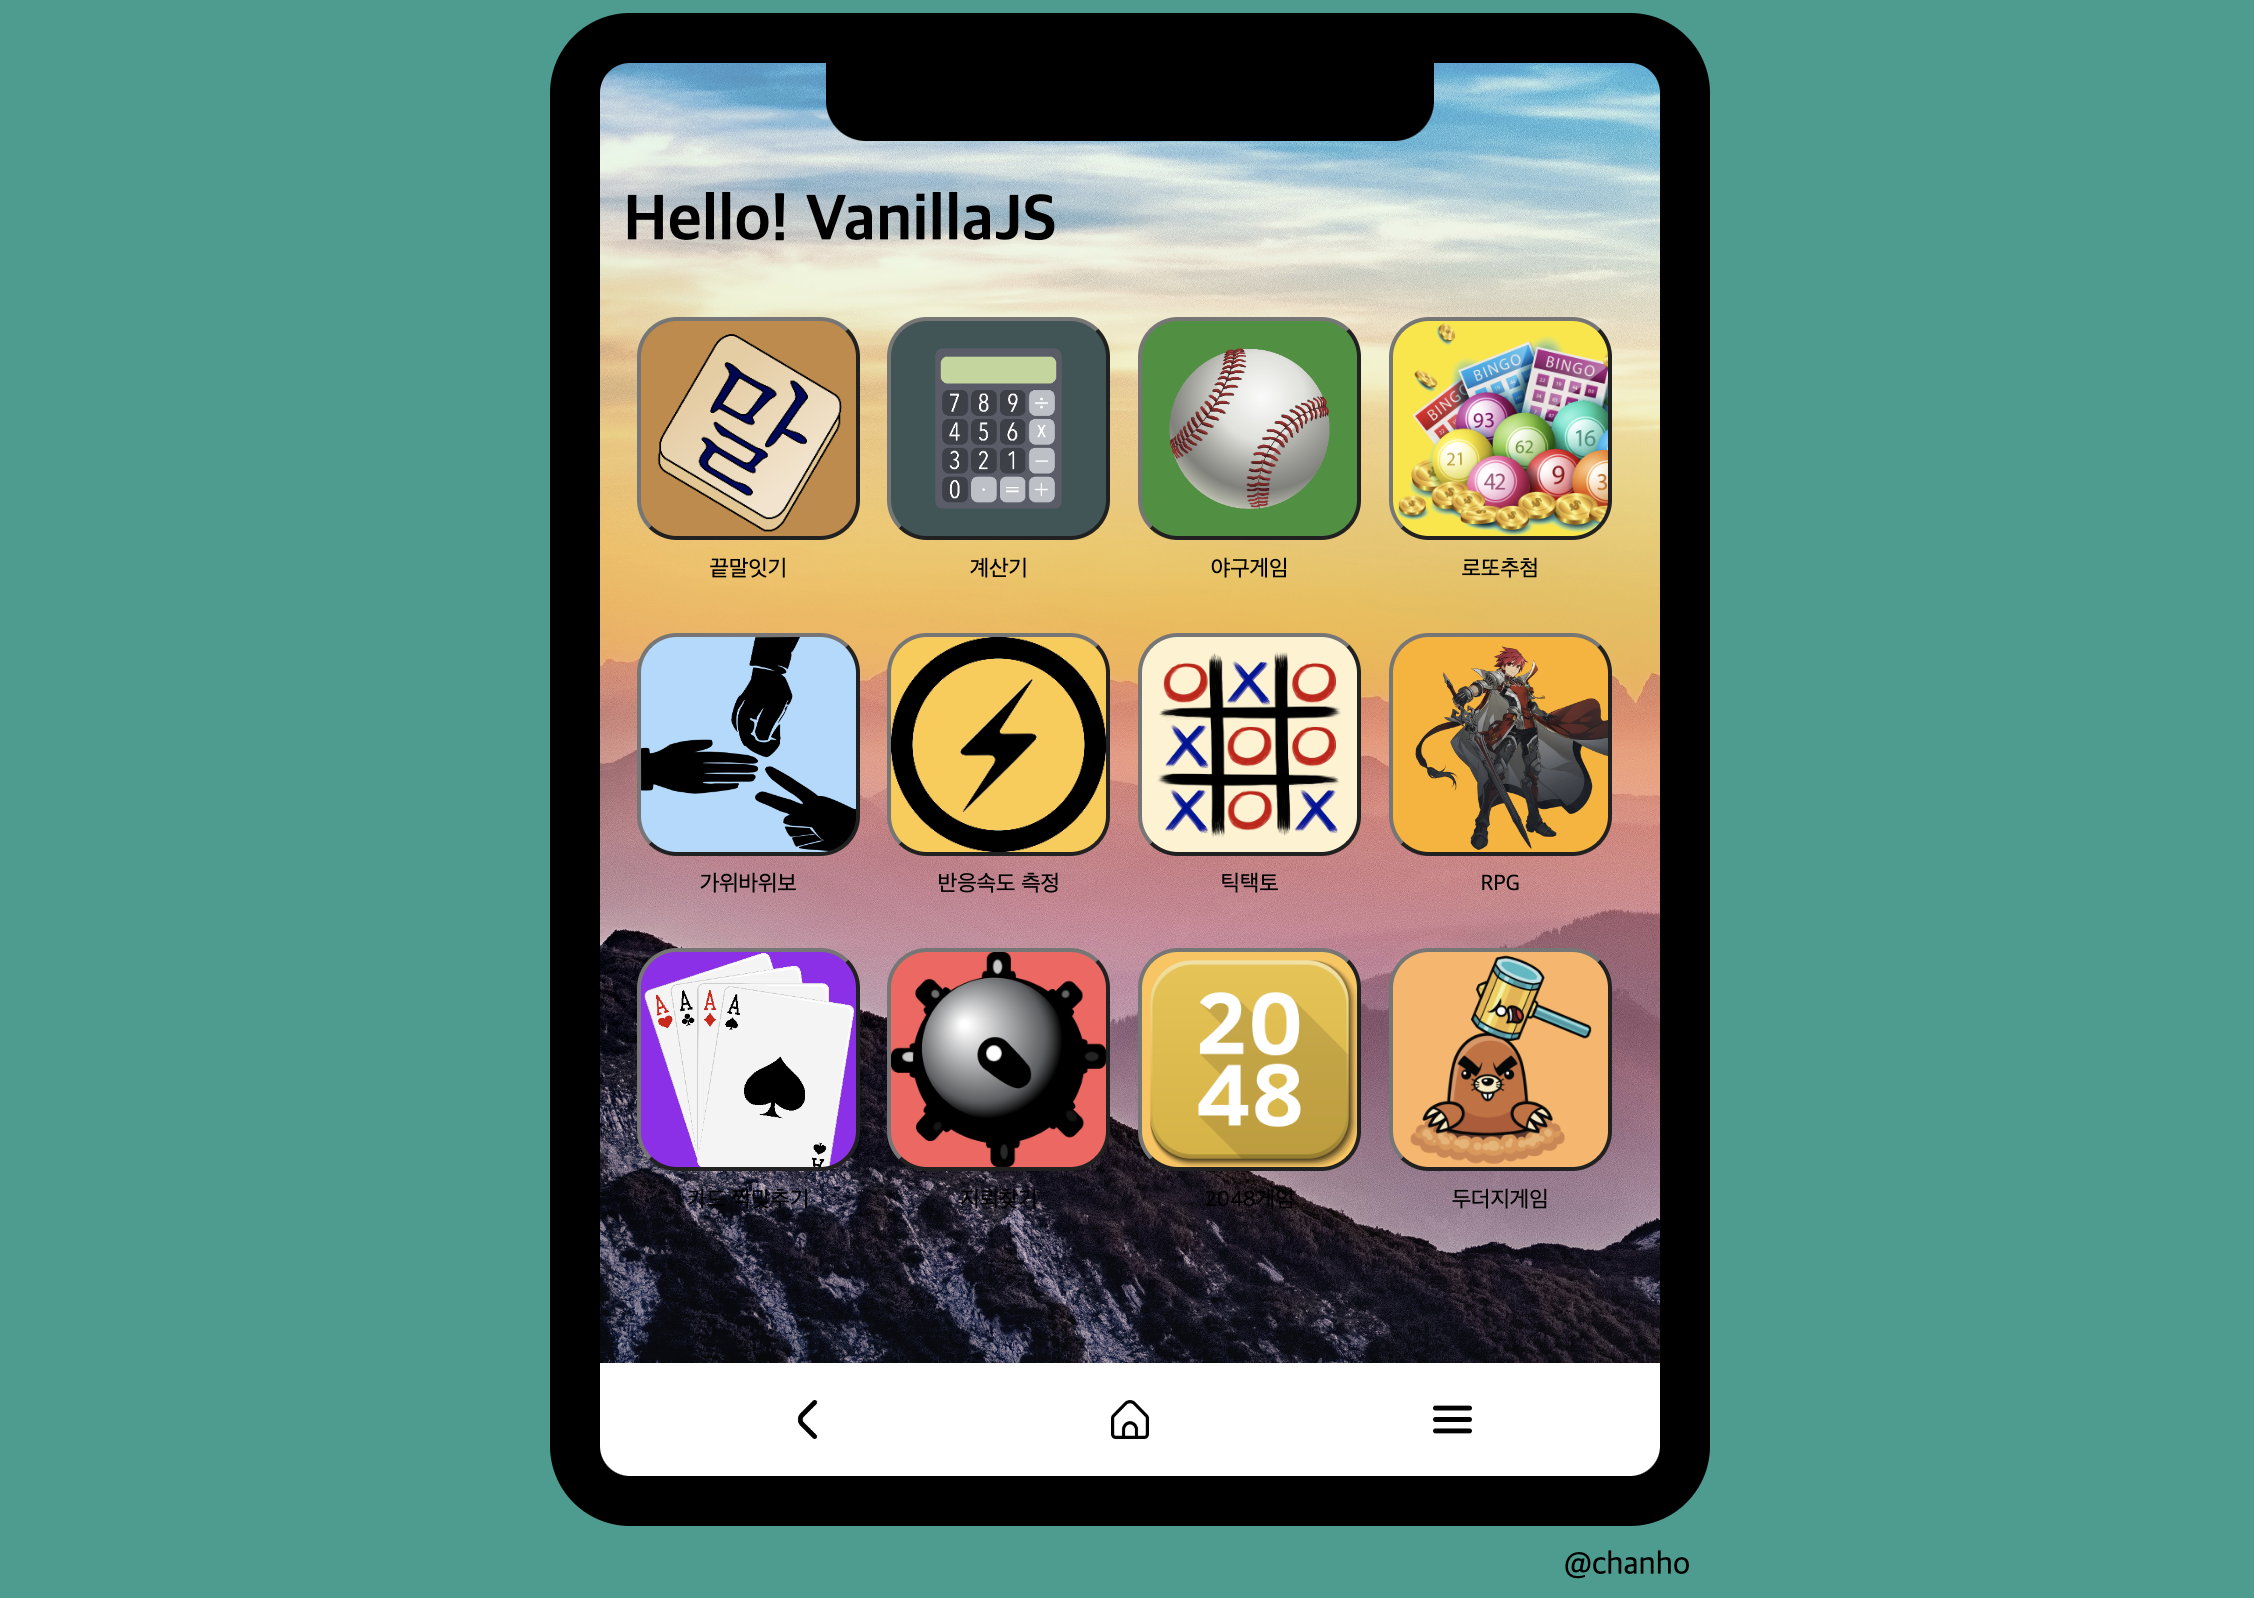 Hello! VanillaJS
말
7 8 9 ÷
4 5 6 x
3 2 1 −
0 . = +
BINGO BINGO BINGO
93 62 16
21 42 9 3
끝말잇기 계산기 야구게임 로또추첨
O X O
X O O
X O X
가위바위보 반응속도 측정 틱택토 RPG
A A A A
20
48
A
카드 짝맞추기 지뢰찾기 2048게임 두더지게임
@chanho